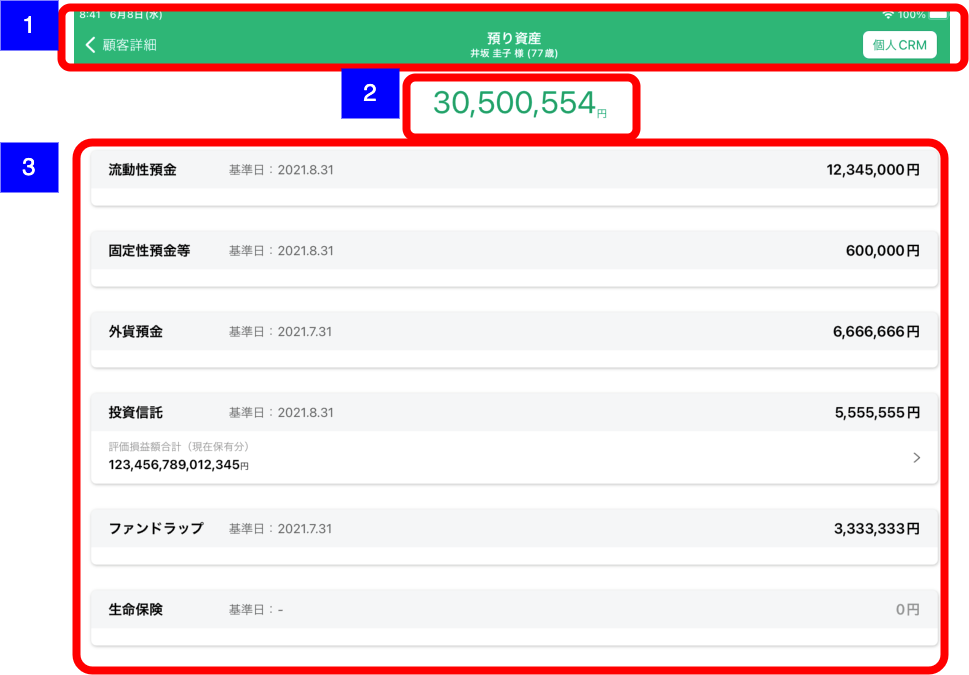 1
8:41 6月8日(水)
100%
顧客詳細
預り資産
井坂 圭子 様 (77歳)
個人CRM
2
30,500,554円
3
流動性預金 基準日：2021.8.31 12,345,000円
固定性預金等 基準日：2021.8.31 600,000円
外貨預金 基準日：2021.7.31 6,666,666円
投資信託 基準日：2021.8.31 5,555,555円
評価損益額合計（現在保有分）
123,456,789,012,345円
ファンドラップ 基準日：2021.7.31 3,333,333円
生命保険 基準日：- 0円